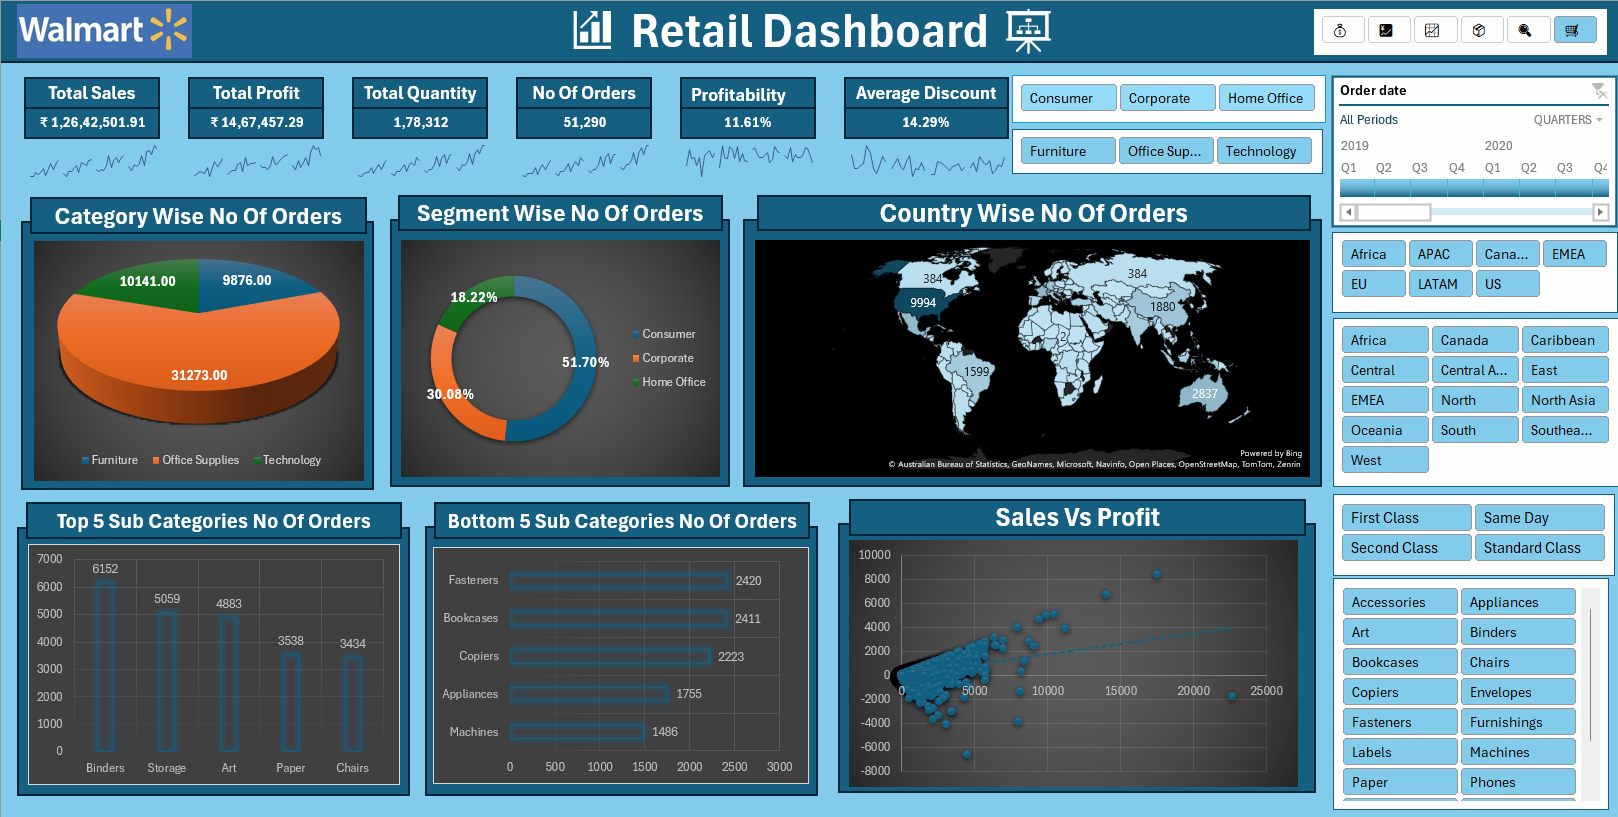 Walmart
Retail Dashboard
Total Sales
₹ 1,26,42,501.91
Total Profit
₹ 14,67,457.29
Total Quantity
1,78,312
No Of Orders
51,290
Profitability
11.61%
Average Discount
14.29%
Consumer
Corporate
Home Office
Furniture
Office Sup...
Technology
Order date
All Periods
QUARTERS
2019 2020
Q1 Q2 Q3 Q4 Q1 Q2 Q3 Q4
Category Wise No Of Orders
10141.00
9876.00
31273.00
Furniture Office Supplies Technology
Segment Wise No Of Orders
18.22%
51.70%
30.08%
Consumer
Corporate
Home Office
Country Wise No Of Orders
384
384
9994
1880
2
1599
2837
Powered by Bing
© Australian Bureau of Statistics, GeoNames, Microsoft, Navinfo, Open Places, OpenStreetMap, TomTom, Zenrin
Africa APAC Cana... EMEA
EU LATAM US
Africa Canada Caribbean
Central Central A... East
EMEA North North Asia
Oceania South Southea...
West
Top 5 Sub Categories No Of Orders
7000
6000
5000
4000
3000
2000
1000
0
6152
5059
4883
3538
3434
Binders Storage Art Paper Chairs
Bottom 5 Sub Categories No Of Orders
Fasteners 2420
Bookcases 2411
Copiers 2223
Appliances 1755
Machines 1486
0 500 1000 1500 2000 2500 3000
Sales Vs Profit
10000
8000
6000
4000
2000
0
-2000
-4000
-6000
-8000
0 5000 10000 15000 20000 25000
First Class Same Day
Second Class Standard Class
Accessories Appliances
Art Binders
Bookcases Chairs
Copiers Envelopes
Fasteners Furnishings
Labels Machines
Paper Phones